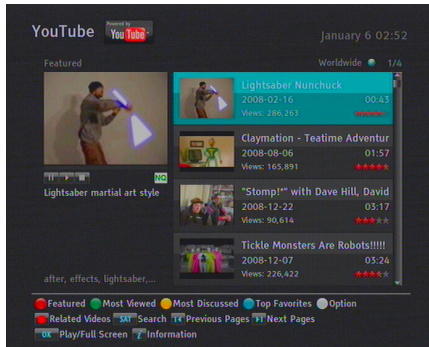 YouTube Powered by YouTube January 6 02:52
Featured
Worldwide 1/4
Lightsaber Nunchuck
2008-02-16 00:43
Views: 286,263
Claymation - Teatime Adventur
2008-08-06 01:57
Views: 165,891
NQ
Lightsaber martial art style
"Stomp!" with Dave Hill, David
2008-12-22 03:17
Views: 90,614
Tickle Monsters Are Robots!!!!!
2008-12-07 03:24
Views: 226,422
after, effects, lightsaber,...
Featured Most Viewed Most Discussed Top Favorites Option
Related Videos SAT Search Previous Pages Next Pages
OK Play/Full Screen i Information